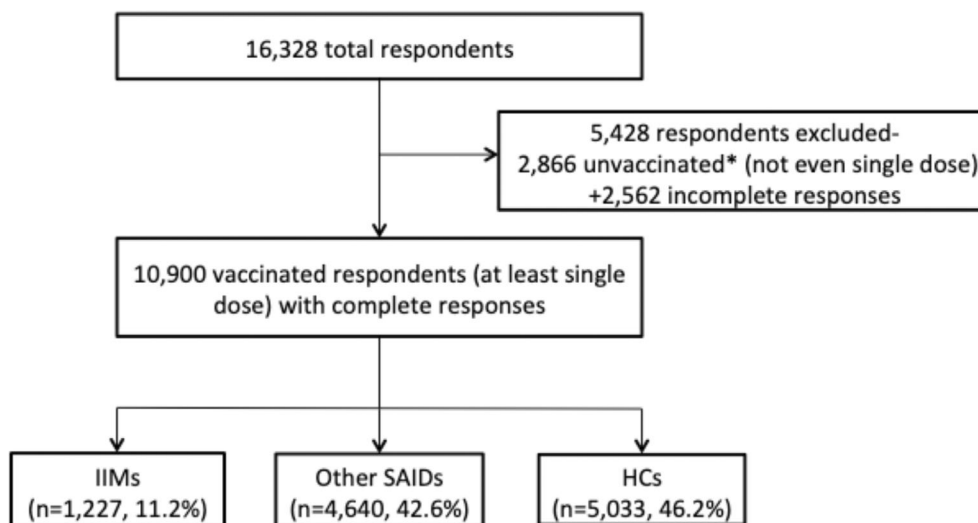 16,328 total respondents
5,428 respondents excluded-
2,866 unvaccinated* (not even single dose)
+2,562 incomplete responses
10,900 vaccinated respondents (at least single
dose) with complete responses
IIMs
(n=1,227, 11.2%)
Other SAIDs
(n=4,640, 42.6%)
HCs
(n=5,033, 46.2%)